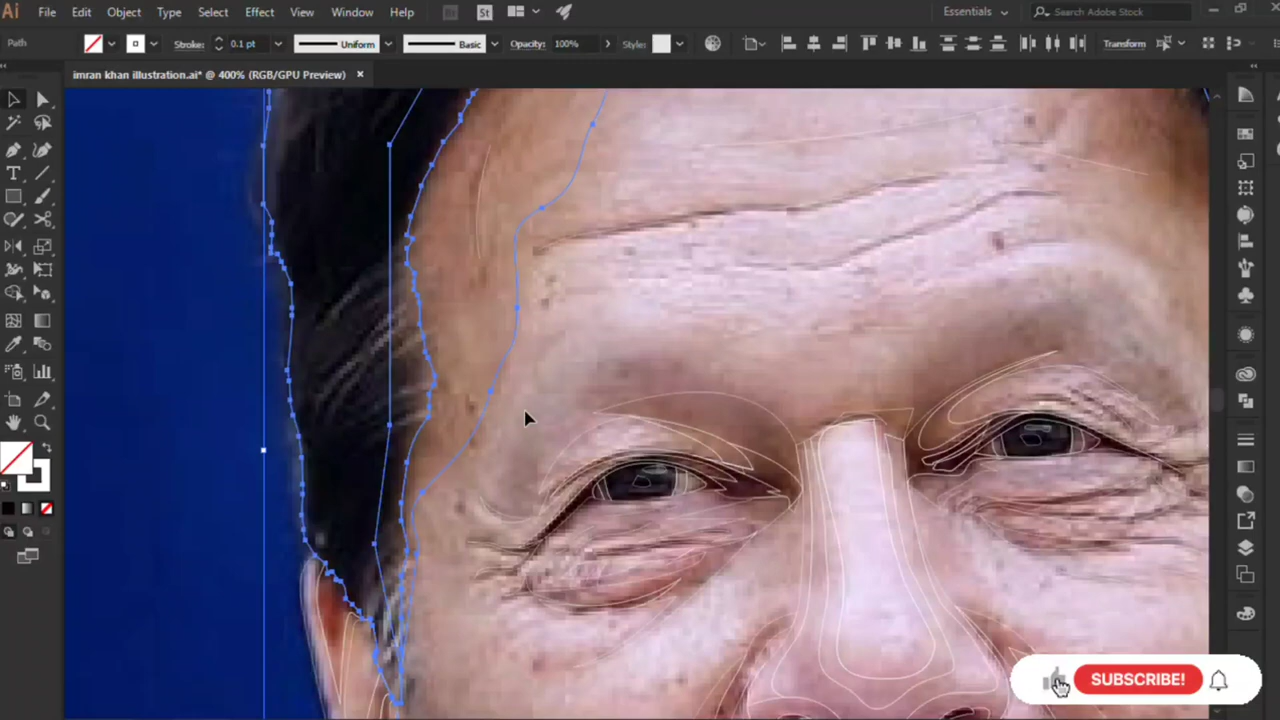 Ai File Edit Object Type Select Effect View Window Help Br St Essentials Search Adobe Stock
Path Stroke: 0.1 pt Uniform Basic Opacity: 100% Style: Transform
imran khan illustration.ai* @ 400% (RGB/GPU Preview) ×
T
SUBSCRIBE!